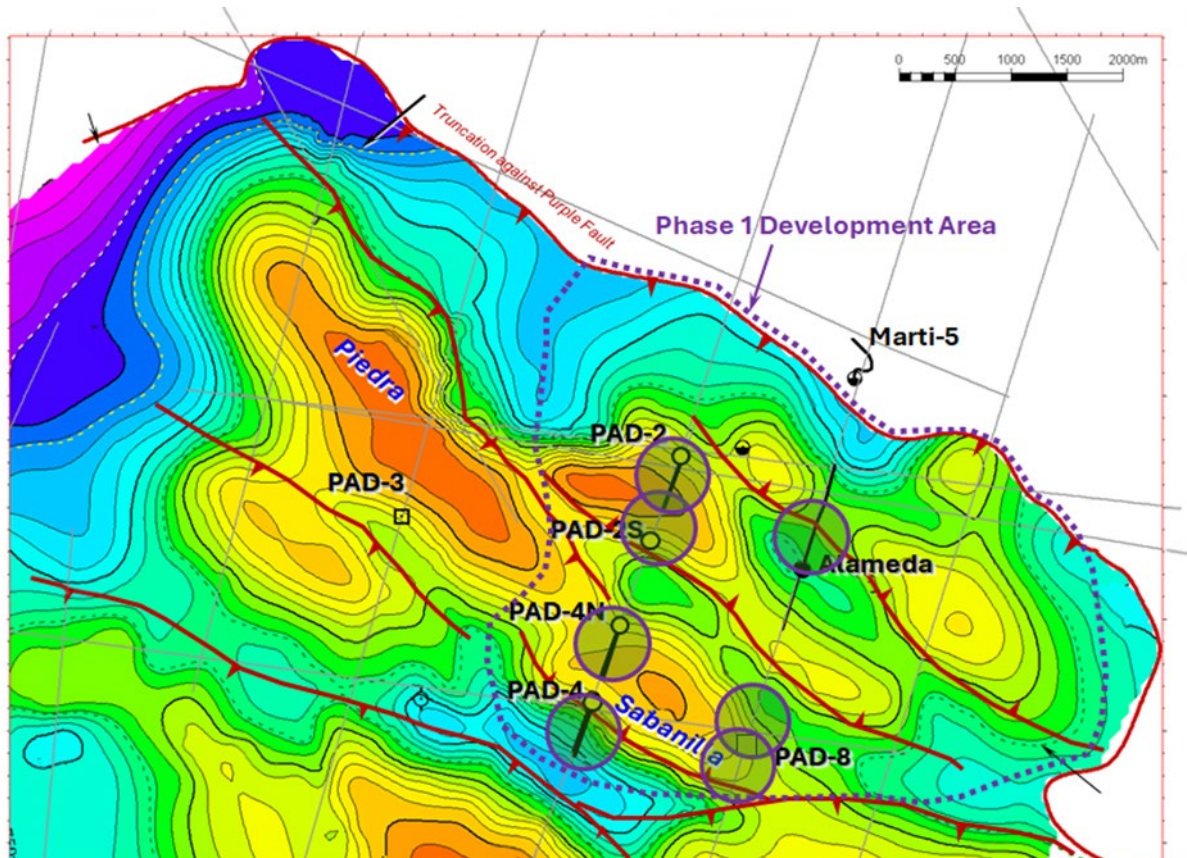 0 500 1000 1500 2000m
Truncation against Purple Fault
Phase 1 Development Area
Marti-5
Piedra
PAD-2
PAD-3
PAD-2S
Alameda
PAD-4N
PAD-4
Sabanilla
PAD-8